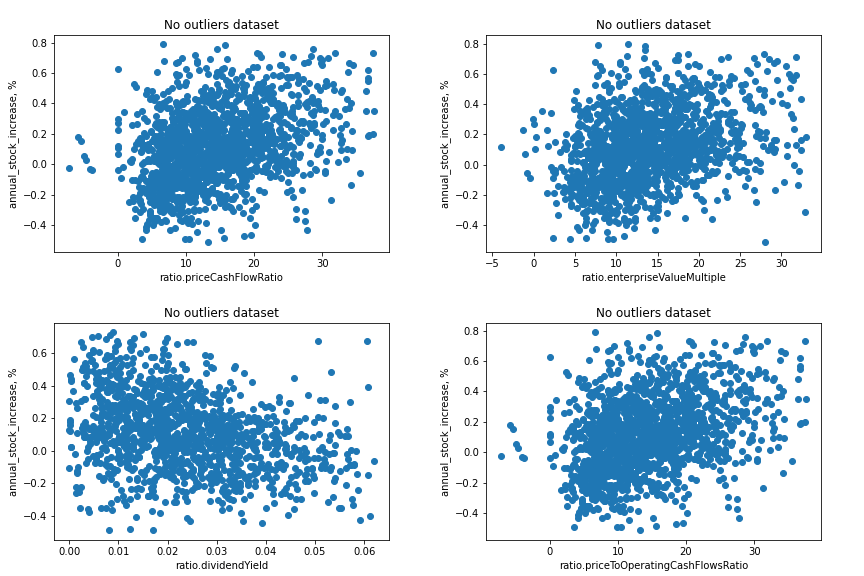 No outliers dataset
0.8
0.6
0.4
0.2
0.0
−0.2
−0.4
annual_stock_increase, %
0 10 20 30
ratio.priceCashFlowRatio
No outliers dataset
0.8
0.6
0.4
0.2
0.0
−0.2
−0.4
annual_stock_increase, %
−5 0 5 10 15 20 25 30
ratio.enterpriseValueMultiple
No outliers dataset
0.6
0.4
0.2
0.0
−0.2
−0.4
annual_stock_increase, %
0.00 0.01 0.02 0.03 0.04 0.05 0.06
ratio.dividendYield
No outliers dataset
0.8
0.6
0.4
0.2
0.0
−0.2
−0.4
annual_stock_increase, %
0 10 20 30
ratio.priceToOperatingCashFlowsRatio